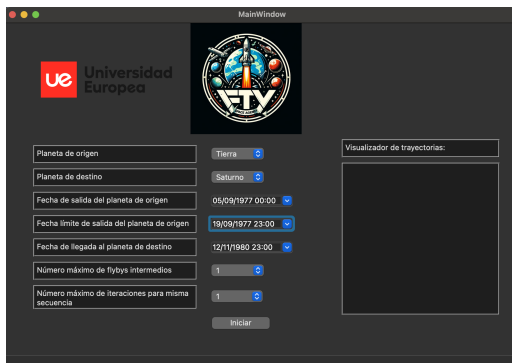 MainWindow
ue Universidad
Europea
FTY
Planeta de origen
Tierra
Visualizador de trayectorias:
Planeta de destino
Saturno
Fecha de salida del planeta de origen
05/09/1977 00:00
Fecha límite de salida del planeta de origen
19/09/1977 23:00
Fecha de llegada al planeta de destino
12/11/1980 23:00
Número máximo de flybys intermedios
1
Número máximo de iteraciones para misma
secuencia
1
Iniciar